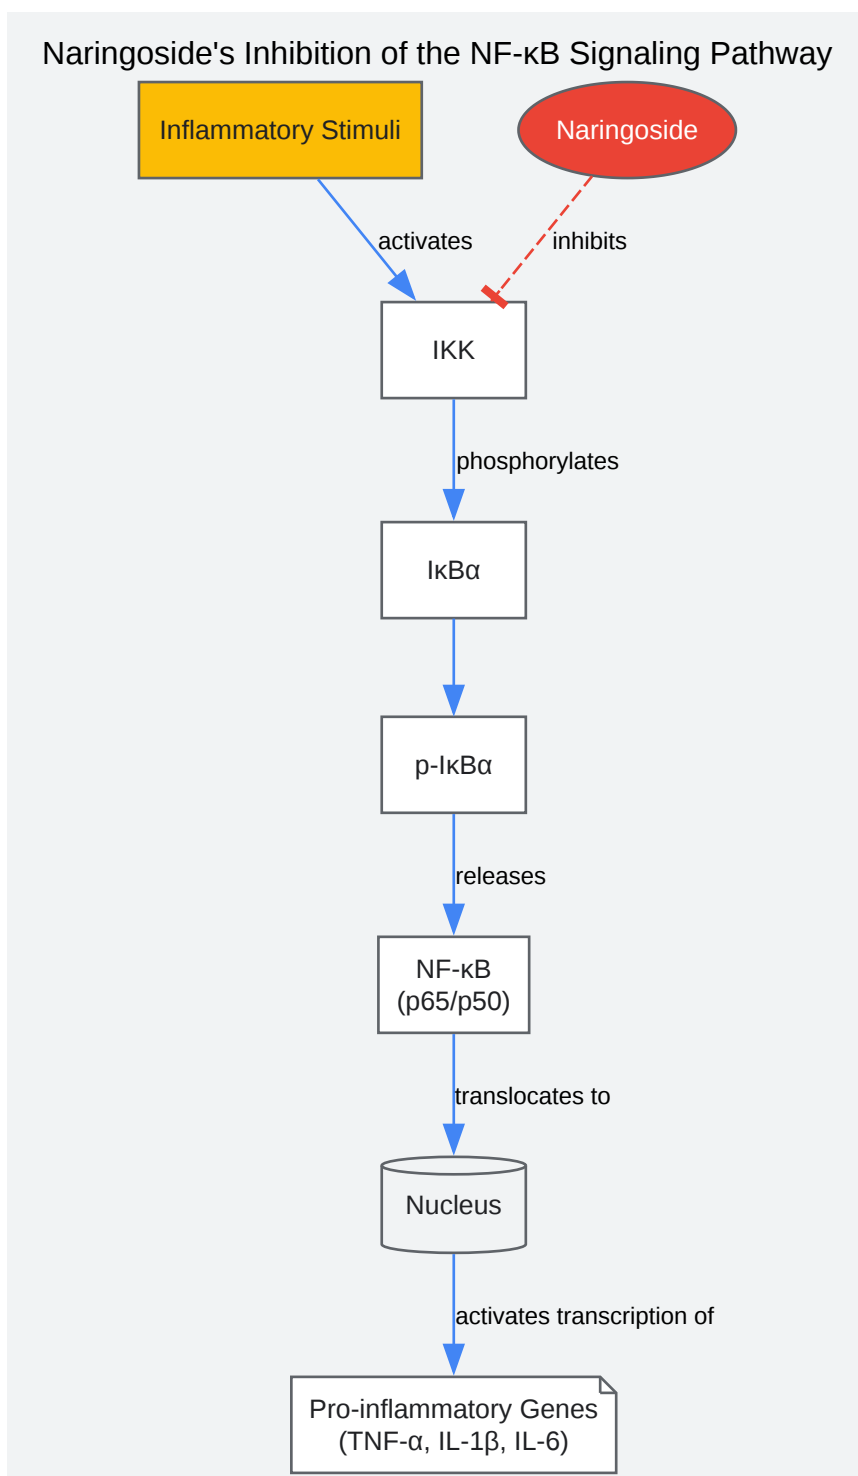 Naringoside's Inhibition of the NF-κB Signaling Pathway
Inflammatory Stimuli
Naringoside
activates
inhibits
IKK
phosphorylates
IκBα
p-IκBα
releases
NF-κB
(p65/p50)
translocates to
Nucleus
activates transcription of
Pro-inflammatory Genes
(TNF-α, IL-1β, IL-6)